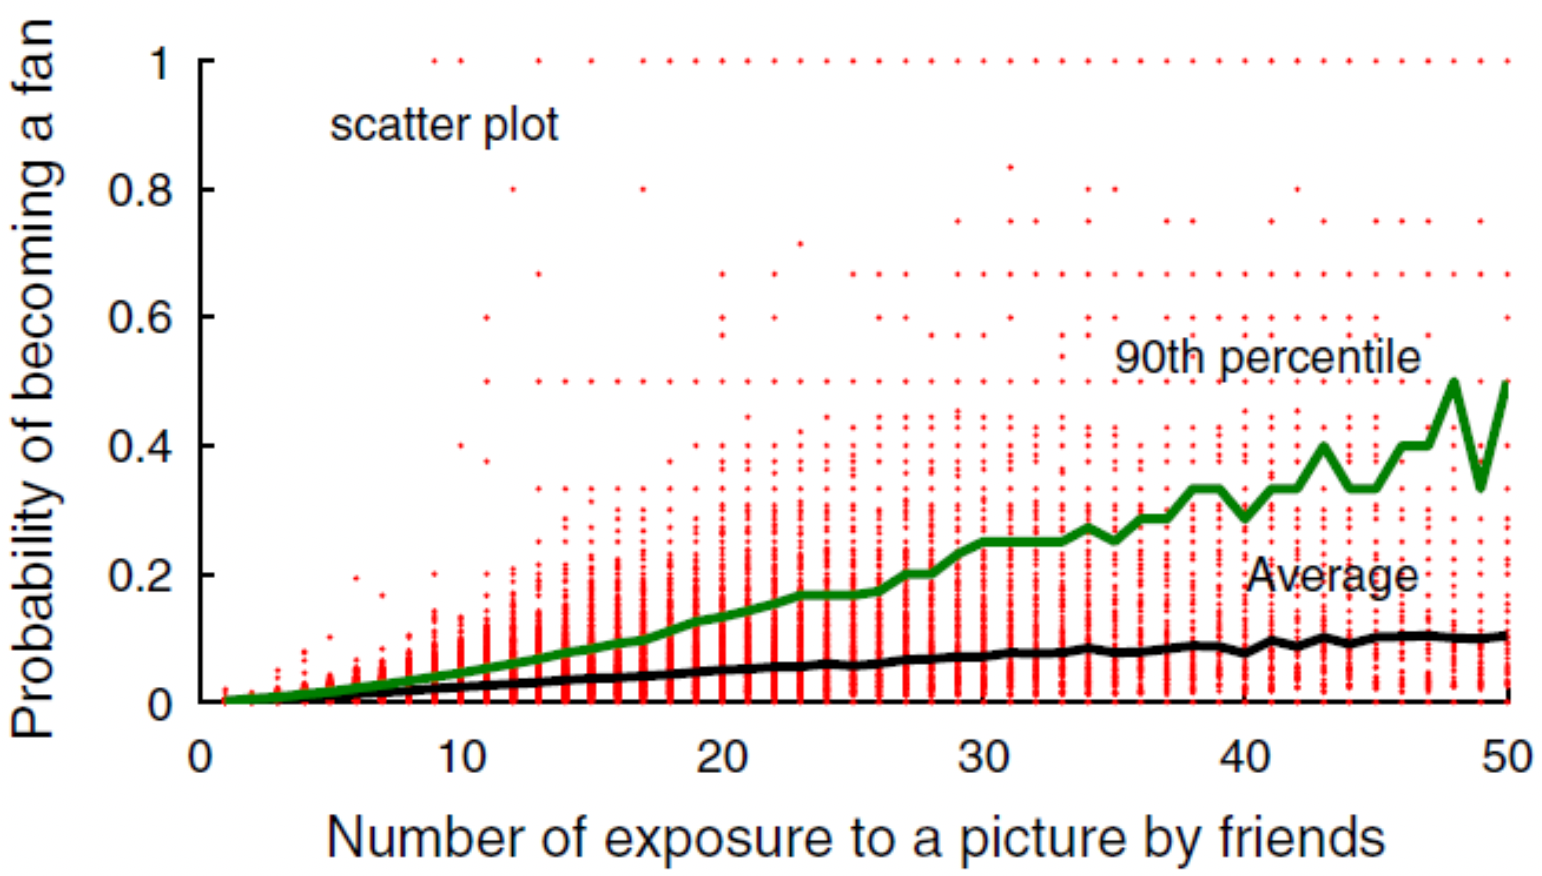 Probability of becoming a fan
1
0.8
0.6
0.4
0.2
0
scatter plot
90th percentile
Average
0 10 20 30 40 50
Number of exposure to a picture by friends